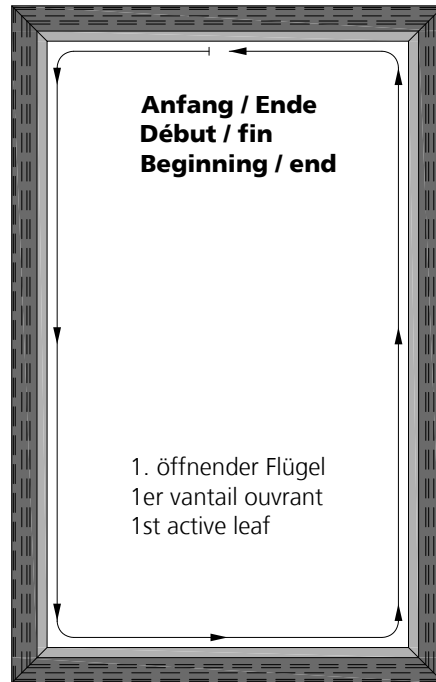 Anfang / Ende
Début / fin
Beginning / end
1. öffnender Flügel
1er vantail ouvrant
1st active leaf